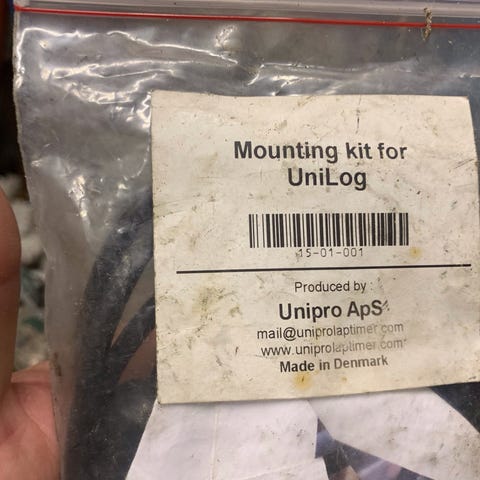 Mounting kit for
UniLog
15-01-001
Produced by :
Unipro ApS
mail@uniprolaptimer.com
www.uniprolaptimer.com
Made in Denmark